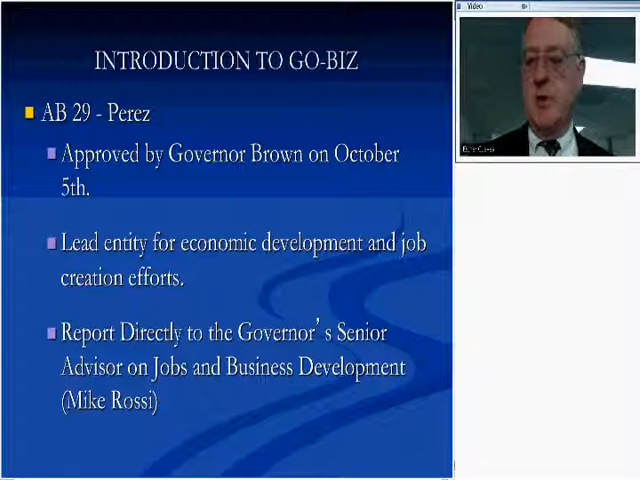 INTRODUCTION TO GO-BIZ
AB 29 - Perez
Approved by Governor Brown on October
5th.
Lead entity for economic development and job
creation efforts.
Report Directly to the Governor’s Senior
Advisor on Jobs and Business Development
(Mike Rossi)
Video